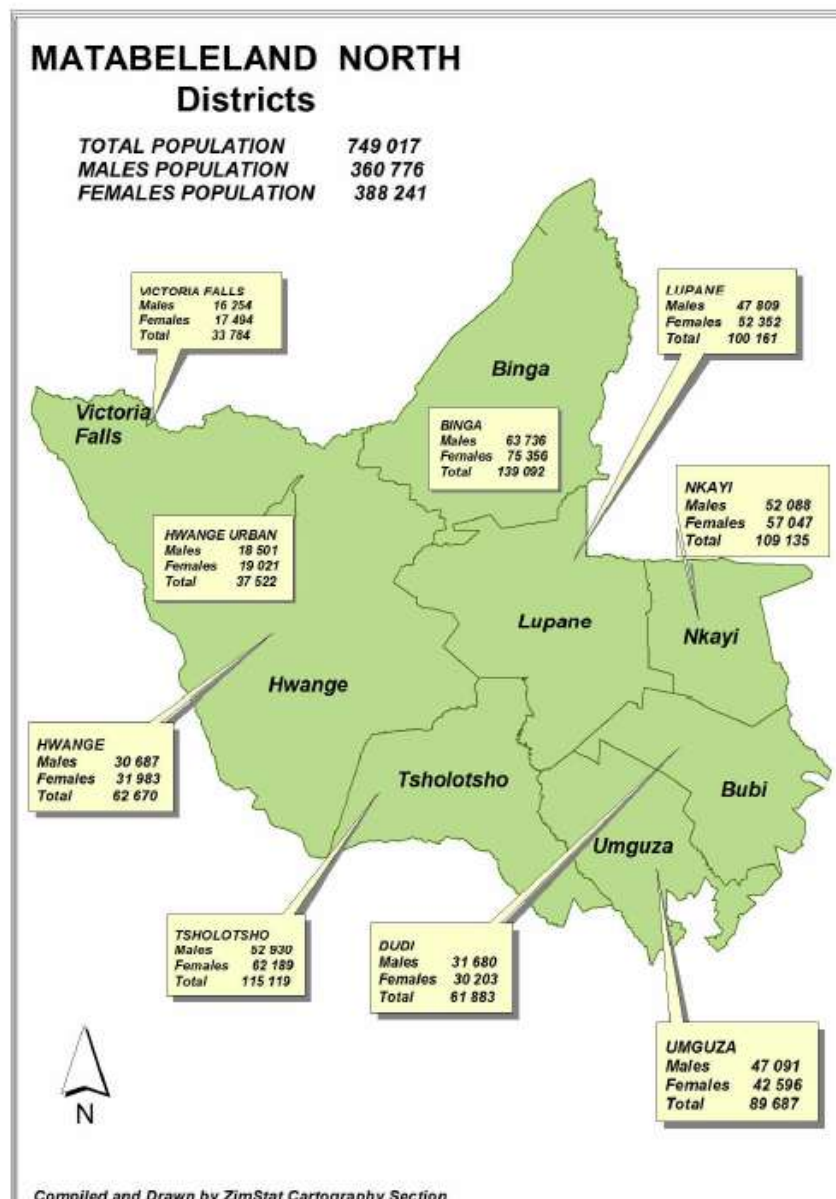 MATABELELAND NORTH
Districts
TOTAL POPULATION 749 017
MALES POPULATION 360 776
FEMALES POPULATION 388 241
VICTORIA FALLS
Males 16 254
Females 17 494
Total 33 784
LUPANE
Males 47 809
Females 52 352
Total 100 161
Binga
Victoria
Falls
BINGA
Males 63 736
Females 75 356
Total 139 092
NKAYI
Males 52 088
Females 57 047
Total 109 135
HWANGE URBAN
Males 18 501
Females 19 021
Total 37 522
Lupane
Nkayi
Hwange
HWANGE
Males 30 687
Females 31 983
Total 62 670
Tsholotsho
Bubi
Umguza
TSHOLOTSHO
Males 52 930
Females 62 189
Total 115 119
BUBI
Males 31 680
Females 30 203
Total 61 883
UMGUZA
Males 47 091
Females 42 596
Total 89 687
N
Compiled and Drawn by ZimStat Cartography Section